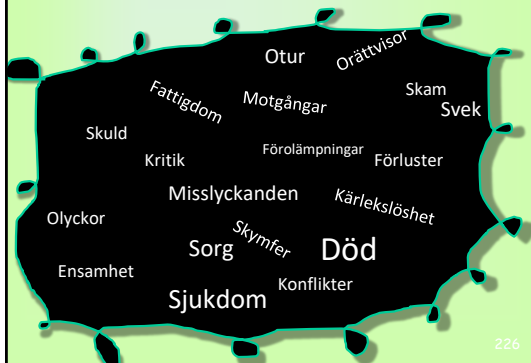 Otur
Orättvisor
Fattigdom
Motgångar
Skam
Svek
Skuld
Kritik
Förolämpningar
Förluster
Misslyckanden
Kärlekslöshet
Olyckor
Skymfer
Sorg
Död
Ensamhet
Konflikter
Sjukdom
226